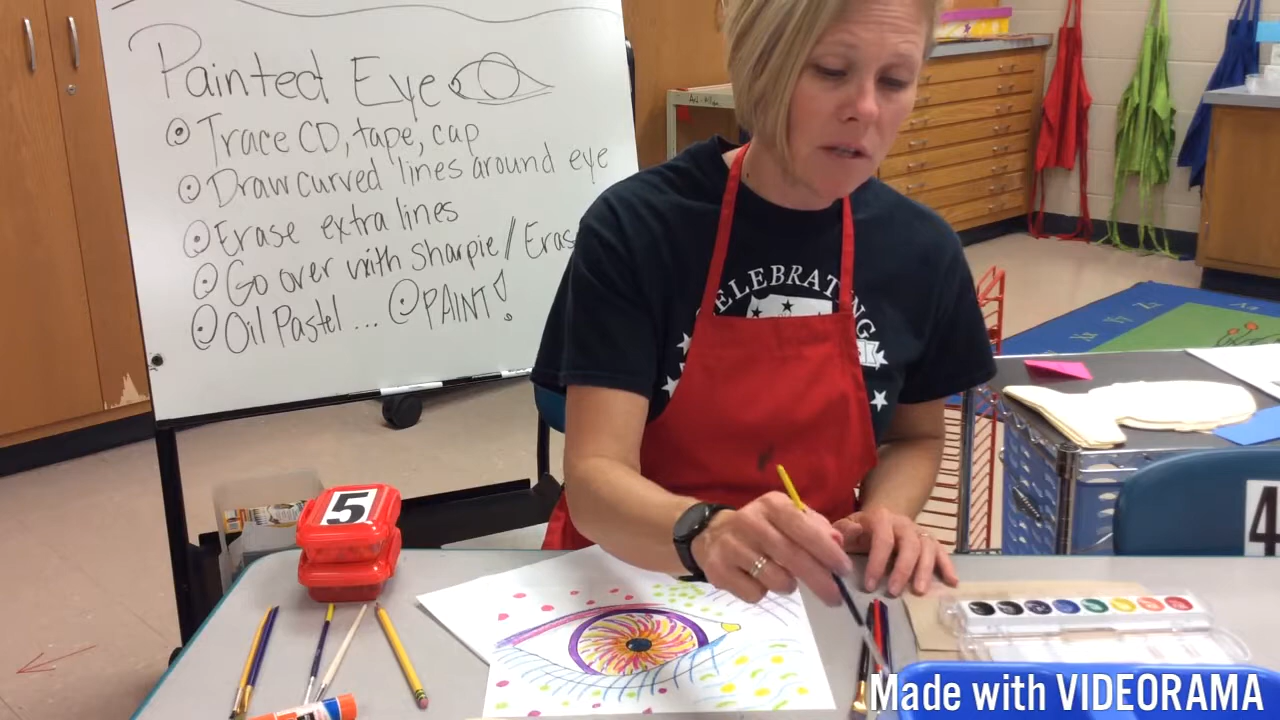 Painted Eye
Trace CD, tape, cap
Draw curved lines around eye
Erase extra lines
Go over with Sharpie / Eras
Oil Pastel ... PAINT!
CELEBRATING
5
4
Made with VIDEORAMA